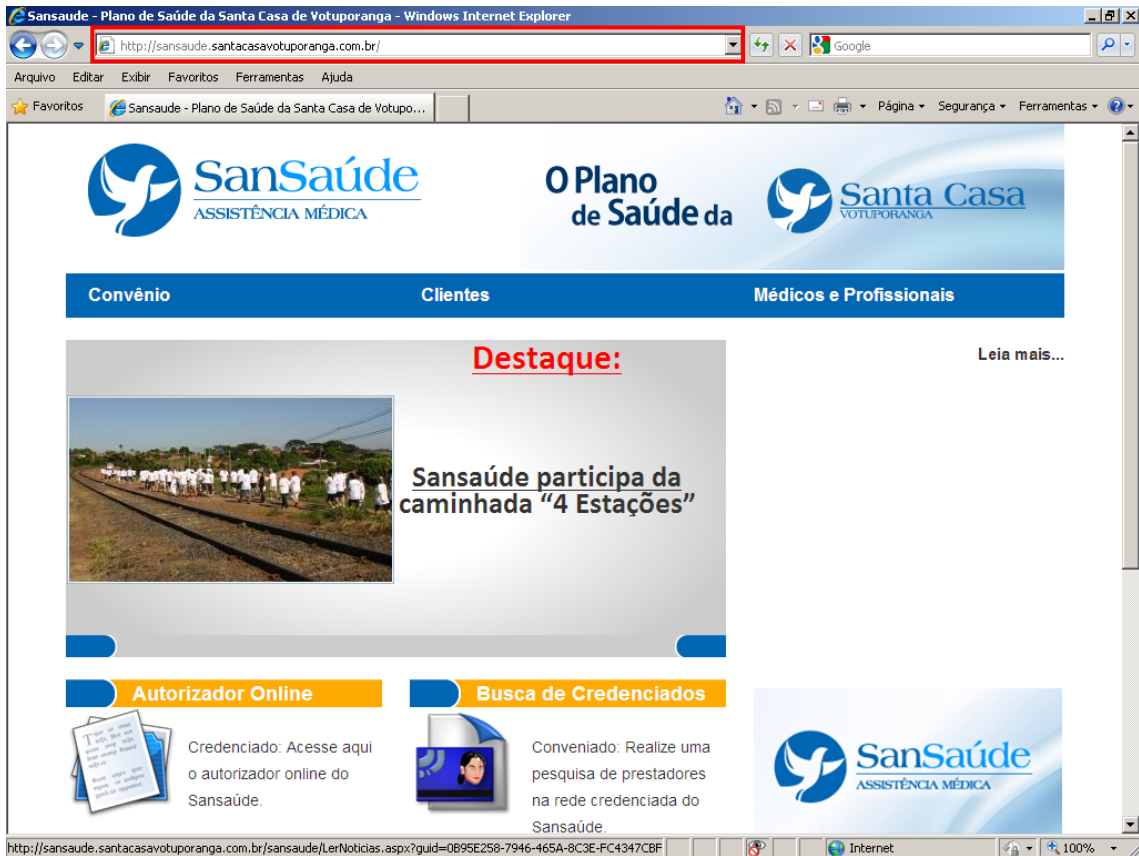 Sansaude - Plano de Saúde da Santa Casa de Votuporanga - Windows Internet Explorer
http://sansaude.santacasavotuporanga.com.br/
Google
Arquivo Editar Exibir Favoritos Ferramentas Ajuda
Favoritos
Sansaude - Plano de Saúde da Santa Casa de Votupo...
Página Segurança Ferramentas
SanSaúde
ASSISTÊNCIA MÉDICA
O Plano
de Saúde da
Santa Casa
VOTUPORANGA
Convênio Clientes Médicos e Profissionais
Destaque:
Leia mais...
Sansaúde participa da
caminhada “4 Estações”
Autorizador Online
Credenciado: Acesse aqui
o autorizador online do
Sansaúde.
Busca de Credenciados
Conveniado: Realize uma
pesquisa de prestadores
na rede credenciada do
Sansaúde.
SanSaúde
ASSISTÊNCIA MÉDICA
http://sansaude.santacasavotuporanga.com.br/sansaude/LerNoticias.aspx?guid=0B95E258-7946-465A-8C3E-FC4347CBF
Internet
100%